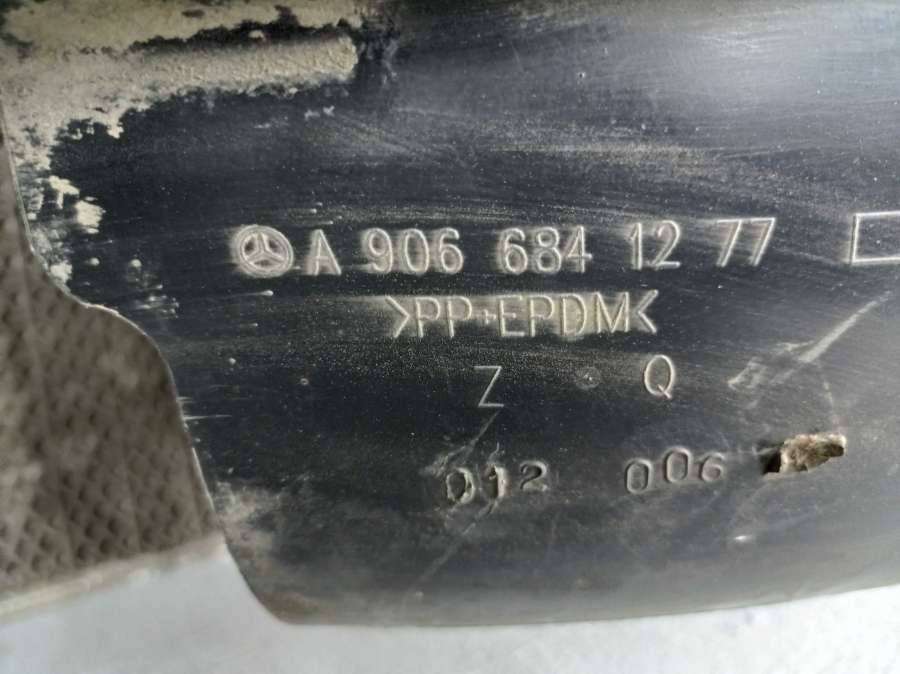 A 906 684 12 77
>PP+EPDM<
Z Q
012 006